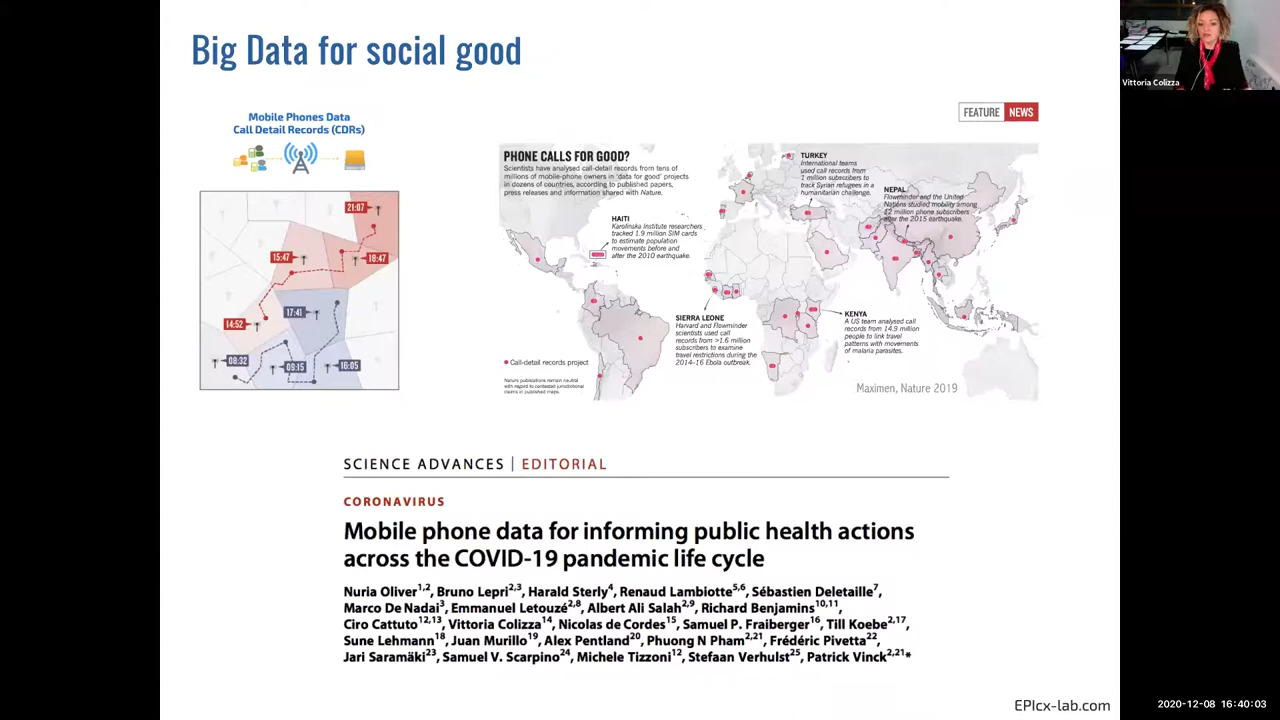 Big Data for social good
Vittoria Colizza
Mobile Phones Data
Call Detail Records (CDRs)
21:07
15:47
18:47
17:41
14:52
08:32
09:15
16:05
FEATURE NEWS
PHONE CALLS FOR GOOD?
Scientists have analysed call-detail records from tens of
millions of mobile-phone owners in 'data for good' projects
in dozens of countries, according to published papers,
press releases and information shared with Nature.
HAITI
Karolinska Institute researchers
tracked 1.9 million SIM cards
to estimate population
movements before and
after the 2010 earthquake.
TURKEY
International teams
used call records from
1 million subscribers to
track Syrian refugees in a
humanitarian challenge.
NEPAL
Flowminder and the United
Nations studied mobility among
12 million phone subscribers
after the 2015 earthquake.
SIERRA LEONE
Harvard and Flowminder
scientists used call
records from >1.6 million
subscribers to examine
travel restrictions during the
2014–16 Ebola outbreak.
KENYA
A US team analysed call
records from 14.9 million
people to link travel
patterns with movements
of malaria parasites.
Call-detail records project
Nature publications remain neutral
with regard to contested jurisdictional
claims in published maps.
Maximen, Nature 2019
SCIENCE ADVANCES | EDITORIAL
CORONAVIRUS
Mobile phone data for informing public health actions
across the COVID-19 pandemic life cycle
Nuria Oliver1,2, Bruno Lepri2,3, Harald Sterly4, Renaud Lambiotte5,6, Sébastien Deletaille7,
Marco De Nadai3, Emmanuel Letouzé2,8, Albert Ali Salah2,9, Richard Benjamins10,11,
Ciro Cattuto12,13, Vittoria Colizza14, Nicolas de Cordes15, Samuel P. Fraiberger16, Till Koebe2,17,
Sune Lehmann18, Juan Murillo19, Alex Pentland20, Phuong N Pham2,21, Frédéric Pivetta22,
Jari Saramäki23, Samuel V. Scarpino24, Michele Tizzoni12, Stefaan Verhulst25, Patrick Vinck2,21*
EPIcx-lab.com
2020-12-08 16:40:03